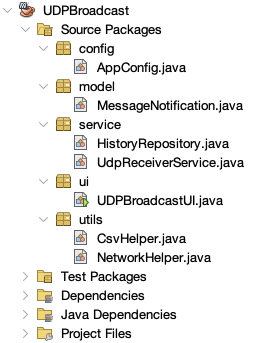 UDPBroadcast
Source Packages
config
AppConfig.java
model
MessageNotification.java
service
HistoryRepository.java
UdpReceiverService.java
ui
UDPBroadcastUI.java
utils
CsvHelper.java
NetworkHelper.java
Test Packages
Dependencies
Java Dependencies
Project Files